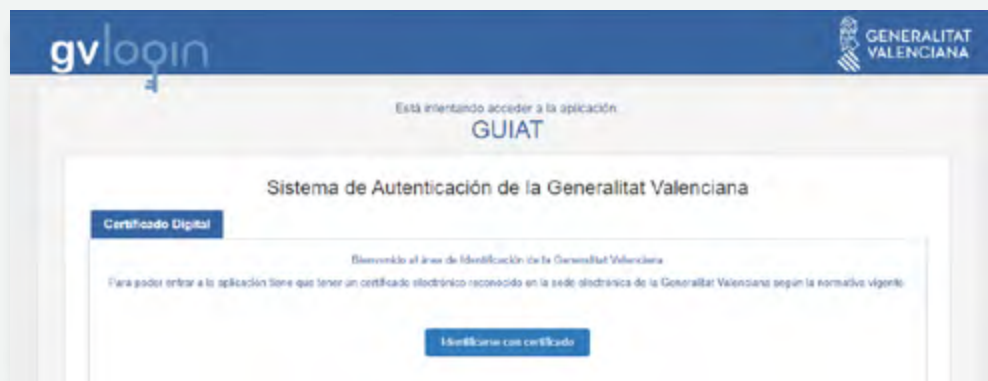 gvlogin
GENERALITAT
VALENCIANA
Está intentando acceder a la aplicación:
GUIAT
Sistema de Autenticación de la Generalitat Valenciana
Certificado Digital
Bienvenido al área de Identificación de la Generalitat Valenciana
Para poder entrar a la aplicación tiene que tener un certificado electrónico reconocido en la sede electrónica de la Generalitat Valenciana según la normativa vigente.
Identificarse con certificado